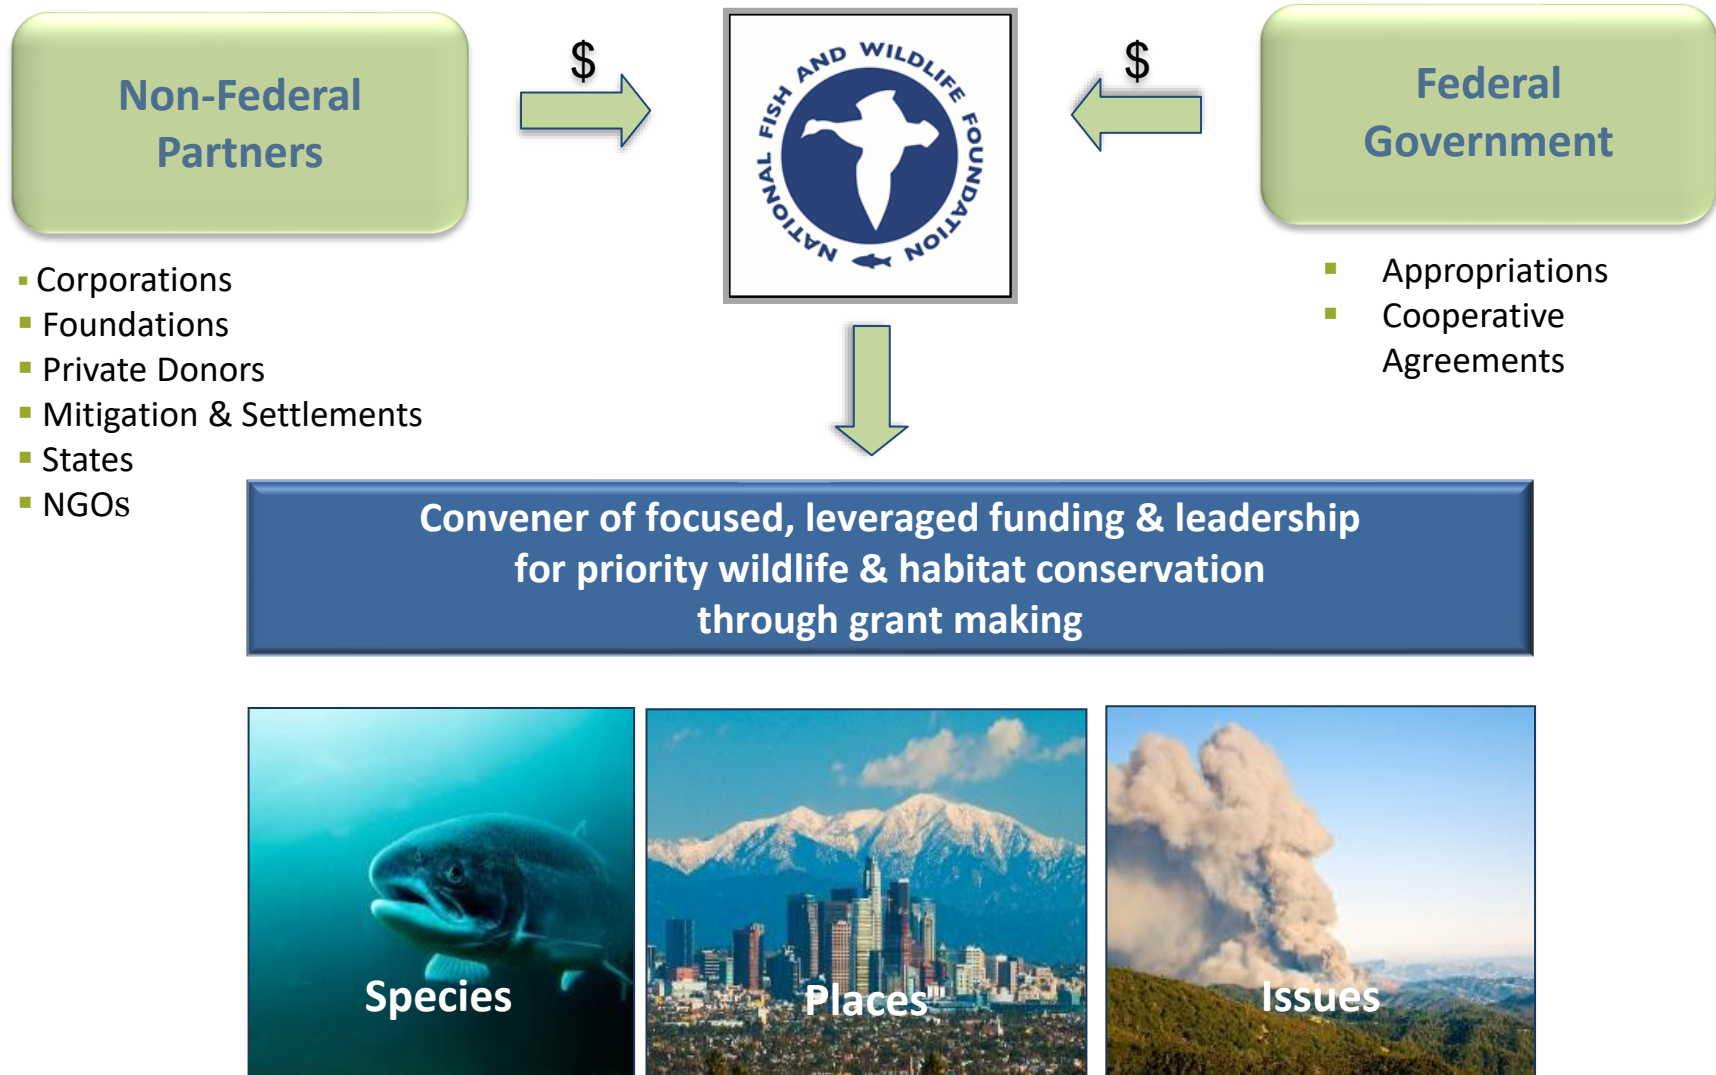 Non-Federal
Partners
$
NATIONAL FISH AND WILDLIFE FOUNDATION
$
Federal
Government
▪ Corporations
▪ Foundations
▪ Private Donors
▪ Mitigation & Settlements
▪ States
▪ NGOs
▪ Appropriations
▪ Cooperative
Agreements
Convener of focused, leveraged funding & leadership
for priority wildlife & habitat conservation
through grant making
Species
Places
Issues